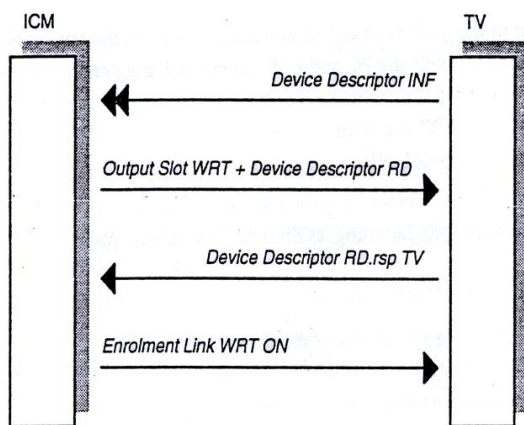 ICM
TV
Device Descriptor INF
Output Slot WRT + Device Descriptor RD
Device Descriptor RD.rsp TV
Enrolment Link WRT ON